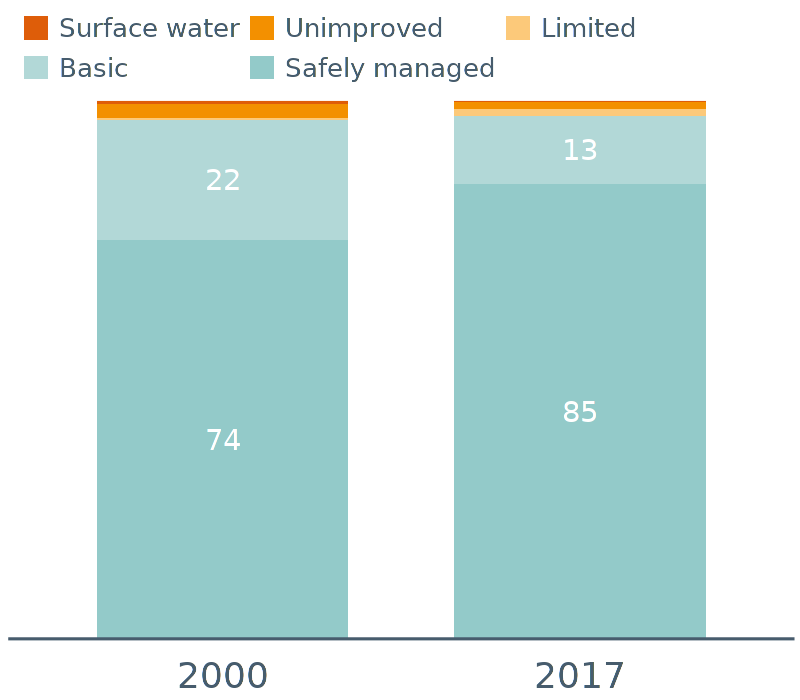 Surface water Unimproved Limited
Basic Safely managed
22 13
74 85
2000 2017